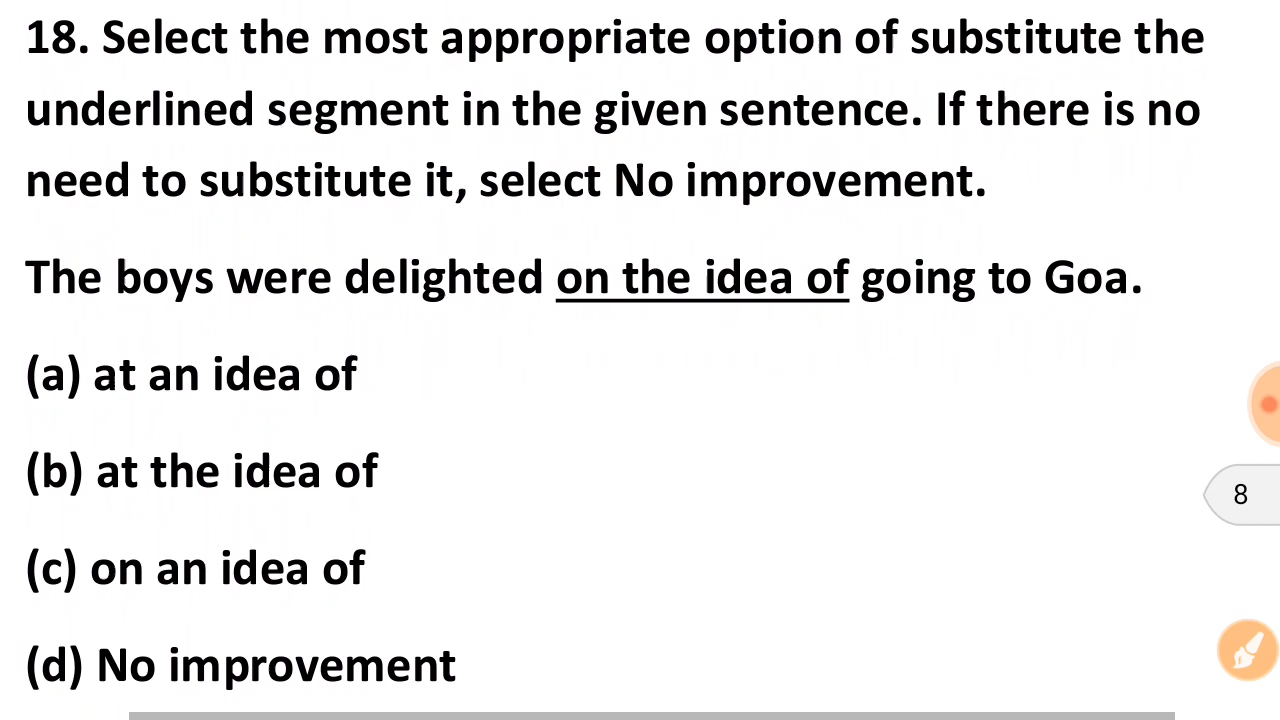 18. Select the most appropriate option of substitute the
underlined segment in the given sentence. If there is no
need to substitute it, select No improvement.
The boys were delighted on the idea of going to Goa.
(a) at an idea of
(b) at the idea of
8
(c) on an idea of
(d) No improvement